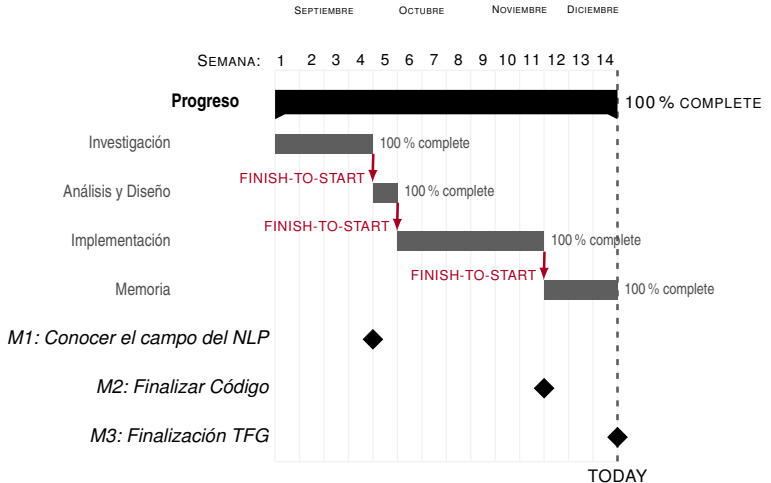 SEPTIEMBRE OCTUBRE NOVIEMBRE DICIEMBRE
SEMANA: 1 2 3 4 5 6 7 8 9 10 11 12 13 14
Progreso 100 % COMPLETE
Investigación 100 % complete
FINISH-TO-START
Análisis y Diseño 100 % complete
FINISH-TO-START
Implementación 100 % complete
FINISH-TO-START
Memoria 100 % complete
M1: Conocer el campo del NLP
M2: Finalizar Código
M3: Finalización TFG
TODAY